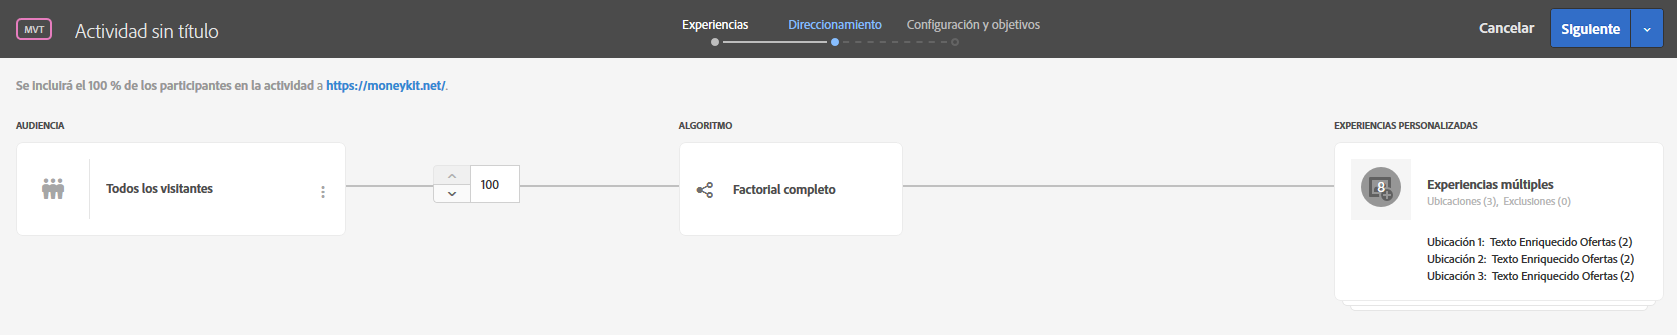 MVT
Actividad sin título
Experiencias
Direccionamiento
Configuración y objetivos
Cancelar
Siguiente
Se incluirá el 100 % de los participantes en la actividad a https://moneykit.net/.
AUDIENCIA
ALGORITMO
EXPERIENCIAS PERSONALIZADAS
Todos los visitantes
100
Factorial completo
8
Experiencias múltiples
Ubicaciones (3), Exclusiones (0)
Ubicación 1: Texto Enriquecido Ofertas (2)
Ubicación 2: Texto Enriquecido Ofertas (2)
Ubicación 3: Texto Enriquecido Ofertas (2)